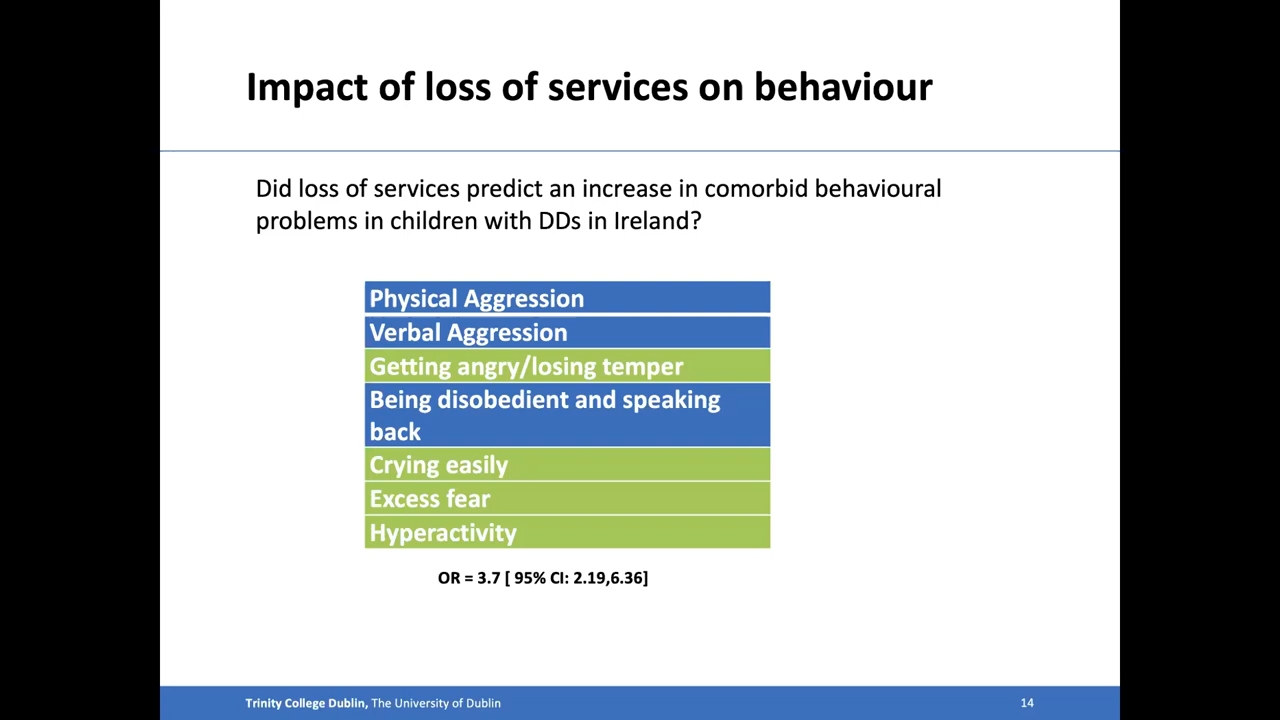 Impact of loss of services on behaviour
Did loss of services predict an increase in comorbid behavioural
problems in children with DDs in Ireland?
Physical Aggression
Verbal Aggression
Getting angry/losing temper
Being disobedient and speaking
back
Crying easily
Excess fear
Hyperactivity
OR = 3.7 [ 95% CI: 2.19,6.36]
Trinity College Dublin, The University of Dublin
14